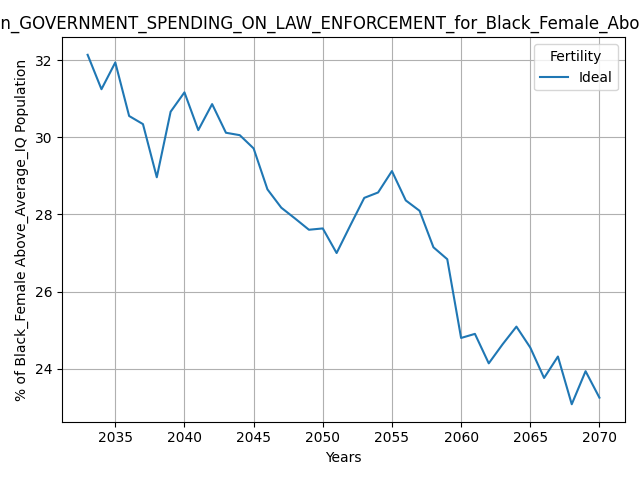 n_GOVERNMENT_SPENDING_ON_LAW_ENFORCEMENT_for_Black_Female_Abo
% of Black_Female Above_Average_IQ Population
32
30
28
26
24
Fertility
Ideal
2035 2040 2045 2050 2055 2060 2065 2070
Years